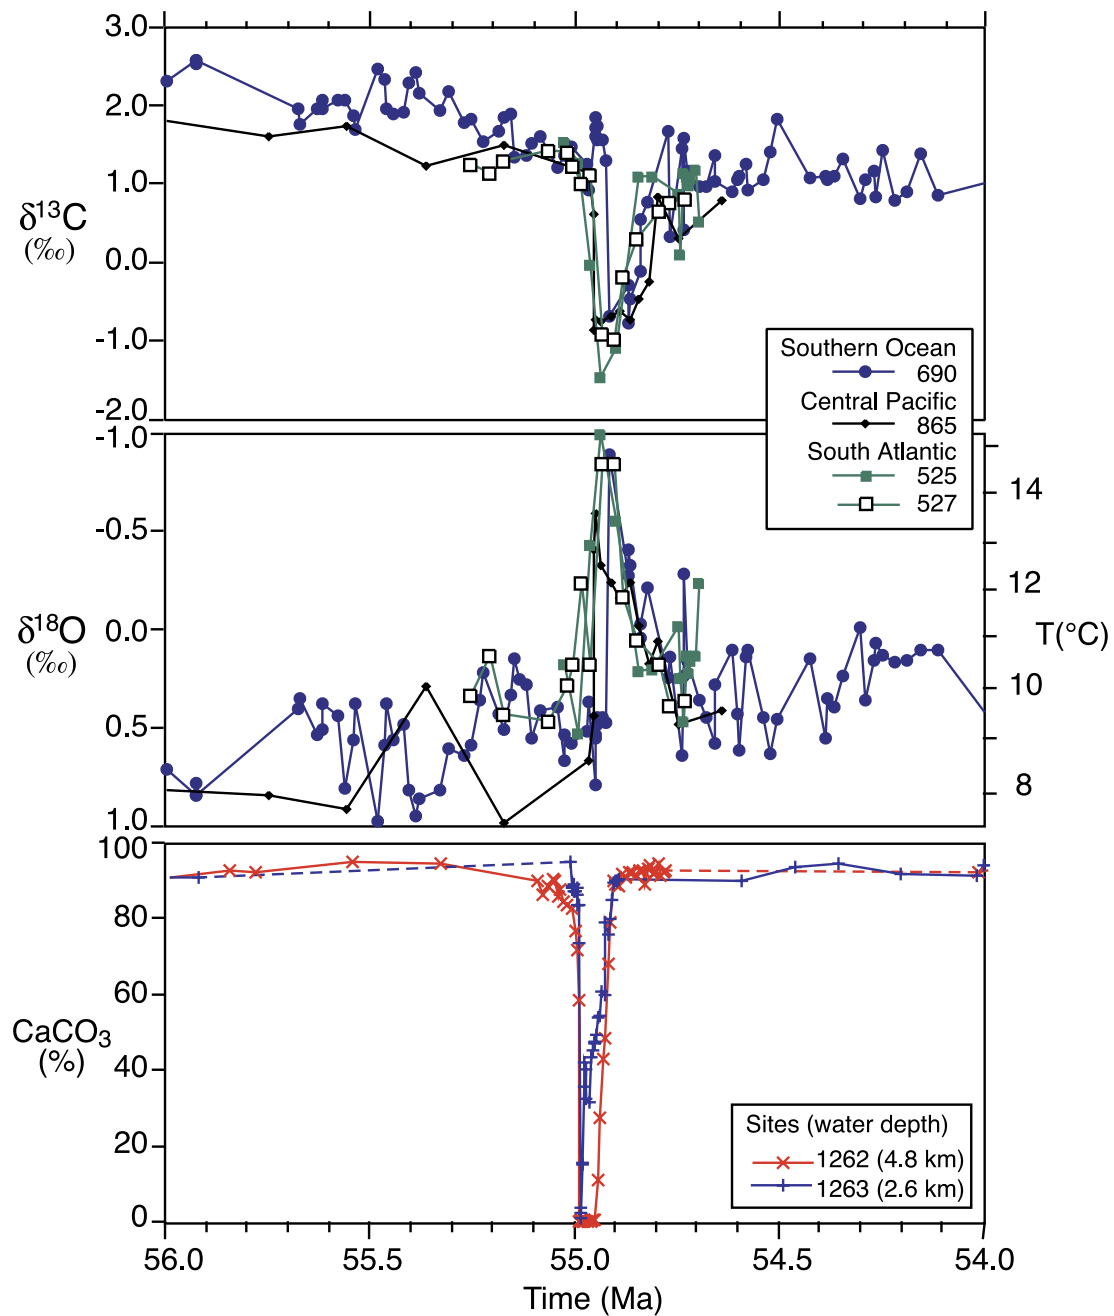 3.0
2.0
1.0
0.0
-1.0
-2.0
δ¹³C
(‰)
Southern Ocean
690
Central Pacific
865
South Atlantic
525
527
-1.0
-0.5
0.0
0.5
1.0
δ¹⁸O
(‰)
14
12
10
8
T(°C)
100
80
60
40
20
0
CaCO₃
(%)
Sites (water depth)
1262 (4.8 km)
1263 (2.6 km)
56.0 55.5 55.0 54.5 54.0
Time (Ma)